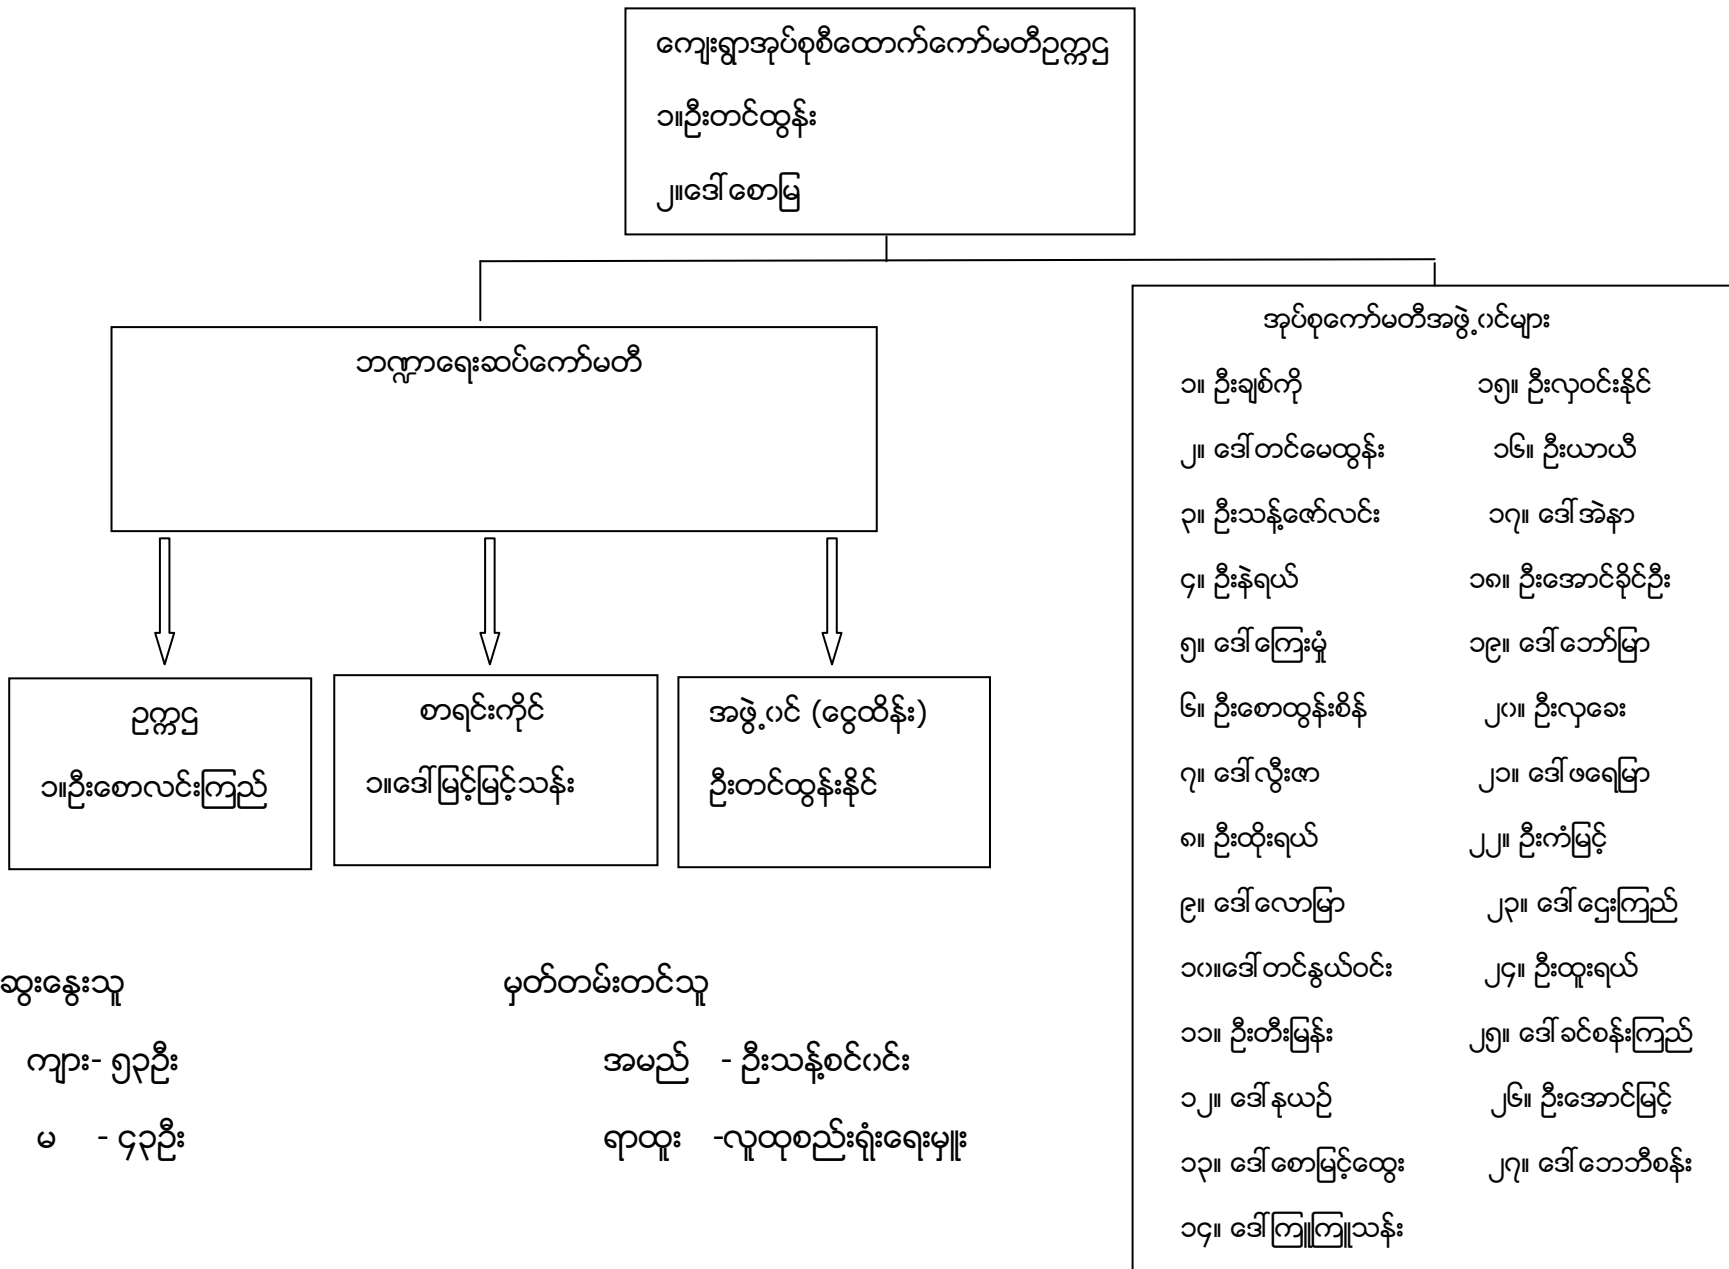 ကျေးရွာအုပ်စုစီထောက်ကော်မတီဥက္ကဌ
၁။ဦးတင်ထွန်း
၂။ဒေါ်စောမြ
ဘဏ္ဍာရေးဆပ်ကော်မတီ
ဥက္ကဌ
၁။ဦးစောလင်းကြည်
စာရင်းကိုင်
၁။ဒေါ်မြင့်မြင့်သန်း
အဖွဲ့ဝင် (ငွေထိန်း)
ဦးတင်ထွန်းနိုင်
အုပ်စုကော်မတီအဖွဲ့ဝင်များ
၁။ ဦးချစ်ကို
၂။ ဒေါ်တင်မေထွန်း
၃။ ဦးသန့်ဇော်လင်း
၄။ ဦးနဲရယ်
၅။ ဒေါ်ကြေးမှုံ
၆။ ဦးစောထွန်းစိန်
၇။ ဒေါ်လွီးဇာ
၈။ ဦးထိုးရယ်
၉။ ဒေါ်လောမြာ
၁၀။ဒေါ်တင်နွယ်ဝင်း
၁၁။ ဦးတီးမြန်း
၁၂။ ဒေါ်နုယဉ်
၁၃။ ဒေါ်စောမြင့်ထွေး
၁၄။ ဒေါ်ကြူကြူသန်း
၁၅။ ဦးလှဝင်းနိုင်
၁၆။ ဦးယာယီ
၁၇။ ဒေါ်အဲနာ
၁၈။ ဦးအောင်ခိုင်ဦး
၁၉။ ဒေါ်ဘော်မြာ
၂၀။ ဦးလှခေး
၂၁။ ဒေါ်ဖရေမြာ
၂၂။ ဦးကံမြင့်
၂၃။ ဒေါ်ဌေးကြည်
၂၄။ ဦးထူးရယ်
၂၅။ ဒေါ်ခင်စန်းကြည်
၂၆။ ဦးအောင်မြင့်
၂၇။ ဒေါ်ဘေဘီစန်း
ဆွးနွေးသူ
ကျား- ၅၃ဦး
မ - ၄၃ဦး
မှတ်တမ်းတင်သူ
အမည် - ဦးသန့်စင်ဝင်း
ရာထူး -လူထုစည်းရုံးရေးမှူး